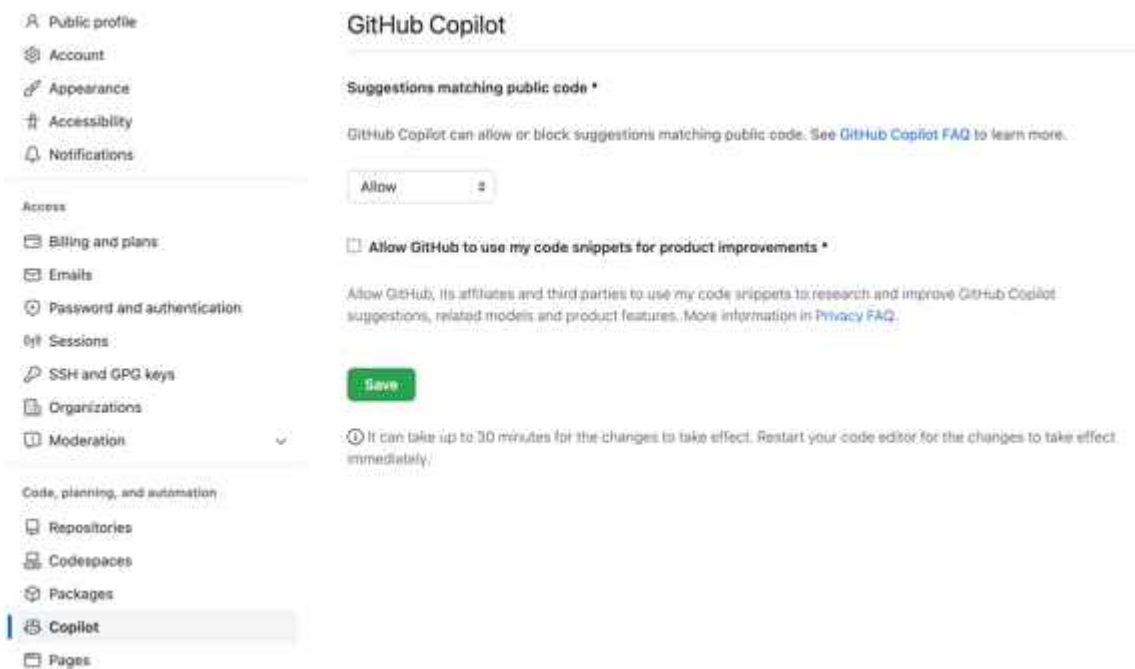 Public profile
Account
Appearance
Accessibility
Notifications
Access
Billing and plans
Emails
Password and authentication
Sessions
SSH and GPG keys
Organizations
Moderation
Code, planning, and automation
Repositories
Codespaces
Packages
Copilot
Pages
GitHub Copilot
Suggestions matching public code *
GitHub Copilot can allow or block suggestions matching public code. See GitHub Copilot FAQ to learn more.
Allow
Allow GitHub to use my code snippets for product improvements *
Allow GitHub, its affiliates and third parties to use my code snippets to research and improve GitHub Copilot
suggestions, related models and product features. More information in Privacy FAQ.
Save
It can take up to 30 minutes for the changes to take effect. Restart your code editor for the changes to take effect
immediately.